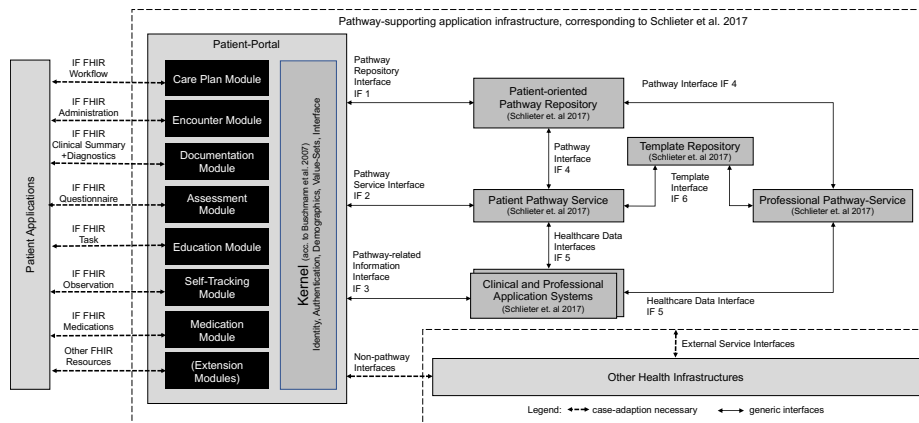 Pathway-supporting application infrastructure, corresponding to Schlieter et al. 2017
Patient Applications
IF FHIR
Workflow
IF FHIR
Administration
IF FHIR
Clinical Summary
+Diagnostics
IF FHIR
Questionnaire
IF FHIR
Task
IF FHIR
Observation
IF FHIR
Medications
Other FHIR
Resources
Patient-Portal
Care Plan Module
Encounter Module
Documentation
Module
Assessment
Module
Education Module
Self-Tracking
Module
Medication
Module
(Extension
Modules)
Kernel (acc. to Buschmann et al. 2007)
Identity, Authentication, Demographics, Value-Sets, Interface
Pathway
Repository
Interface
IF 1
Pathway
Service Interface
IF 2
Pathway-related
Information
Interface
IF 3
Non-pathway
Interfaces
Patient-oriented
Pathway Repository
(Schlieter et. al 2017)
Pathway Interface IF 4
Pathway
Interface
IF 4
Template Repository
(Schlieter et. al 2017)
Template
Interface
IF 6
Patient Pathway Service
(Schlieter et. al 2017)
Professional Pathway-Service
(Schlieter et. al 2017)
Healthcare Data
Interfaces
IF 5
Clinical and Professional
Application Systems
(Schlieter et. al 2017)
Healthcare Data Interface
IF 5
External Service Interfaces
Other Health Infrastructures
Legend:
case-adaption necessary
generic interfaces